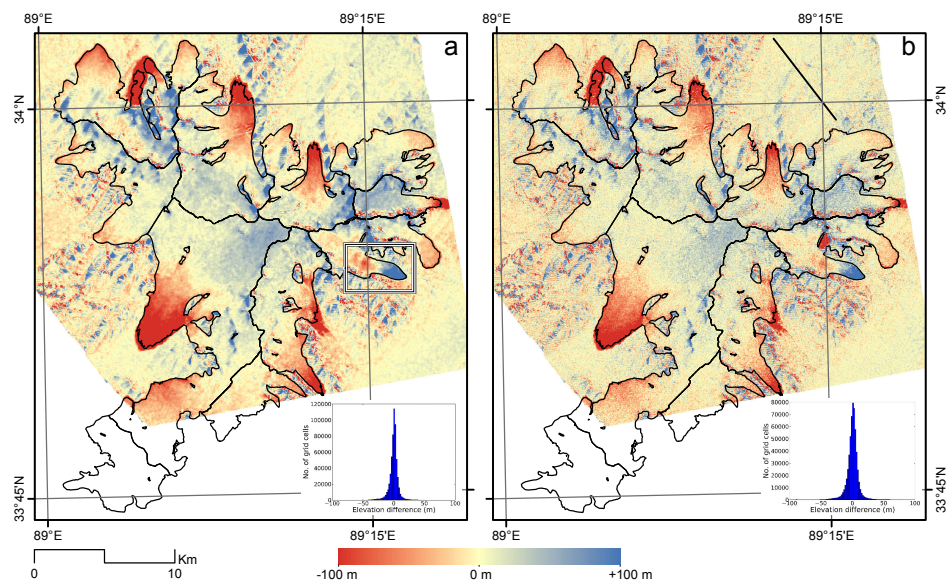 89°E 89°15'E 89°E 89°15'E
a b
34°N 34°N
120000
100000
80000
60000
40000
20000
0
No. of grid cells
−100 −50 0 50 100
Elevation difference (m)
80000
70000
60000
50000
40000
30000
20000
10000
0
No. of grid cells
−100 −50 0 50 100
Elevation difference (m)
33°45'N 33°45'N
89°E 89°15'E 89°E 89°15'E
Km
0 10
-100 m 0 m +100 m